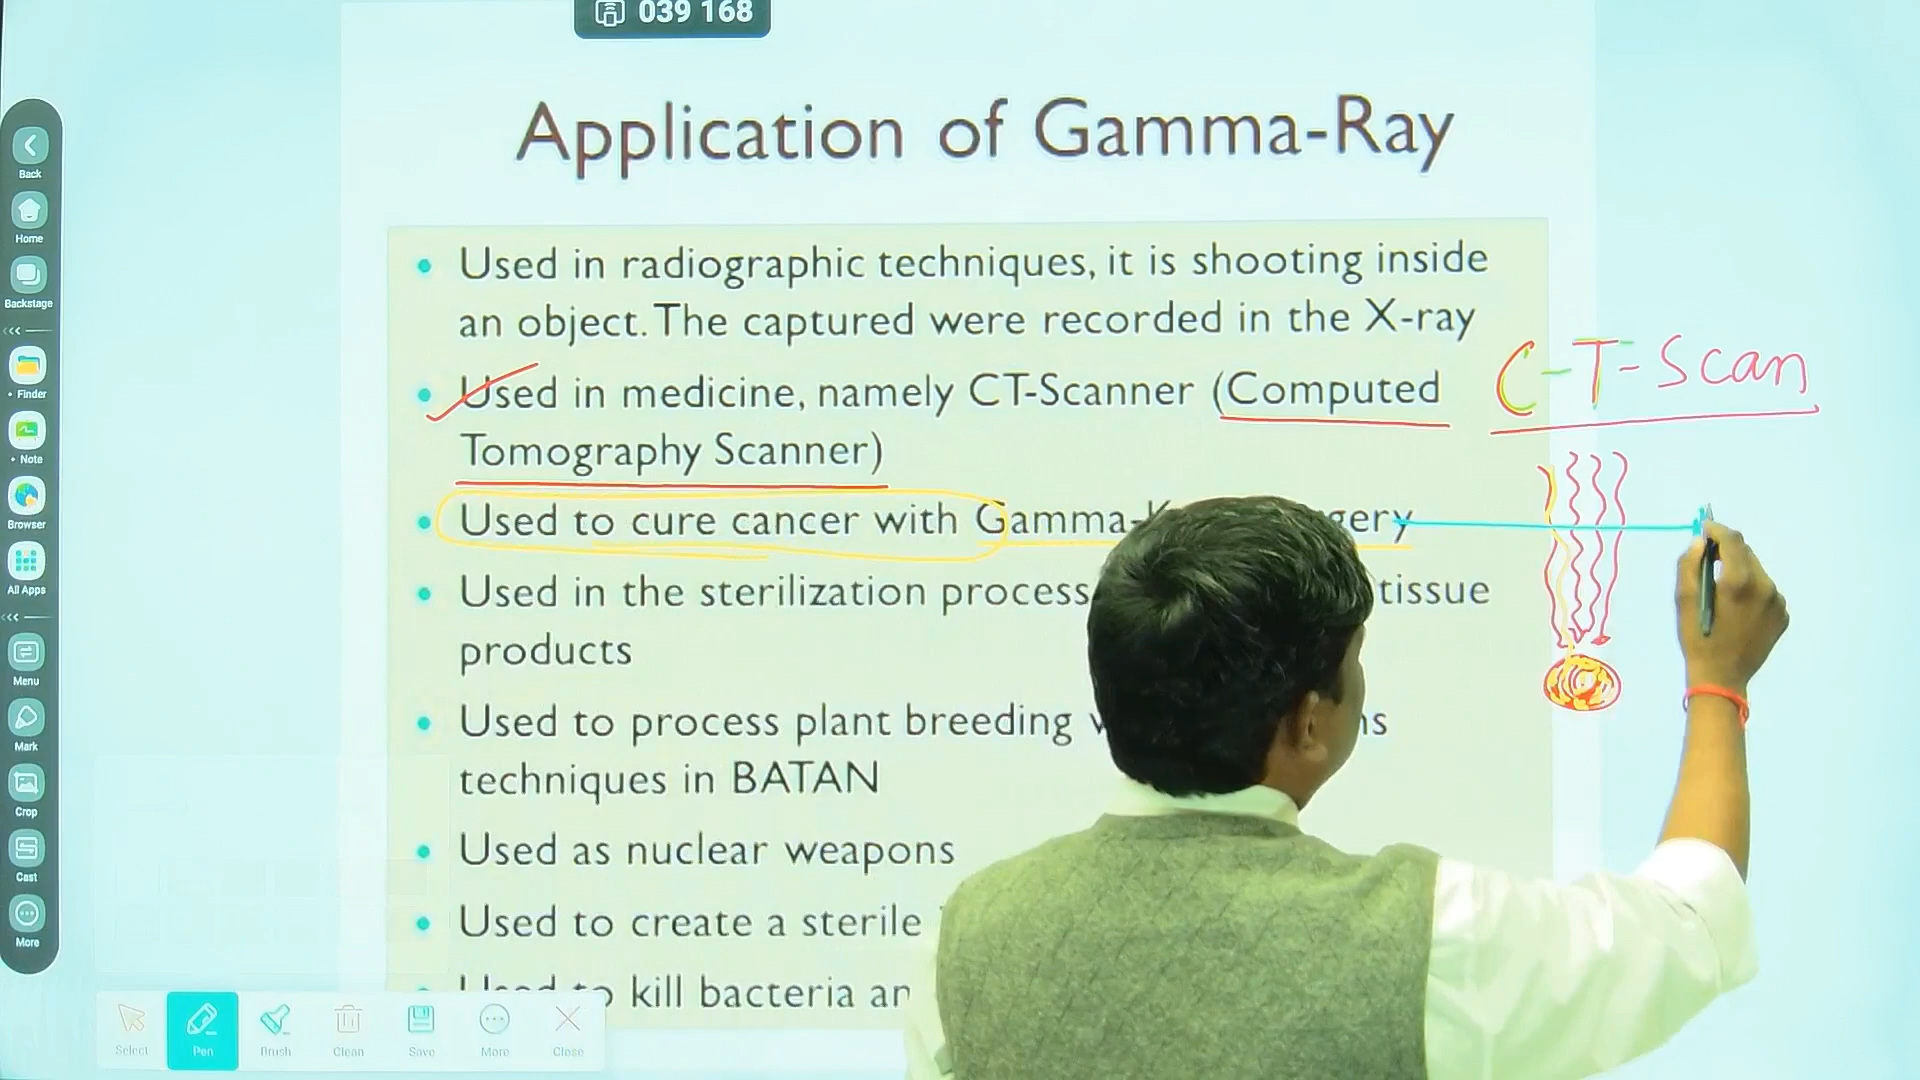 039 168
Application of Gamma-Ray
Used in radiographic techniques, it is shooting inside
an object. The captured were recorded in the X-ray
Used in medicine, namely CT-Scanner (Computed
Tomography Scanner)
C-T-Scan
Used to cure cancer with
Used in the sterilization process tissue
products
Used to process plant breeding
techniques in BATAN
Used as nuclear weapons
Used to create a sterile
kill bacteria
Back
Home
Backstage
Finder
Note
Browser
All Apps
Menu
Mark
Crop
Cast
More
Select
Pen
Brush
Clean
Save
More
Close